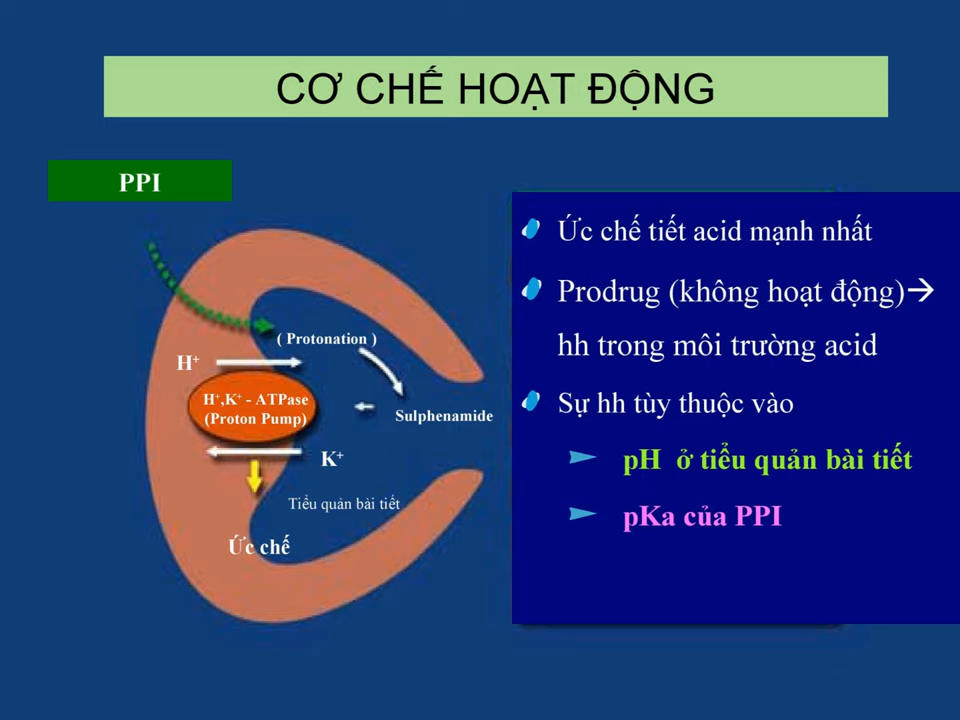 CƠ CHẾ HOẠT ĐỘNG
PPI
( Protonation )
H⁺
H⁺,K⁺ - ATPase
(Proton Pump)
Sulphenamide
K⁺
Tiểu quản bài tiết
Ức chế
Ức chế tiết acid mạnh nhất
Prodrug (không hoạt động)→
hh trong môi trường acid
Sự hh tùy thuộc vào
pH ở tiểu quản bài tiết
pKa của PPI